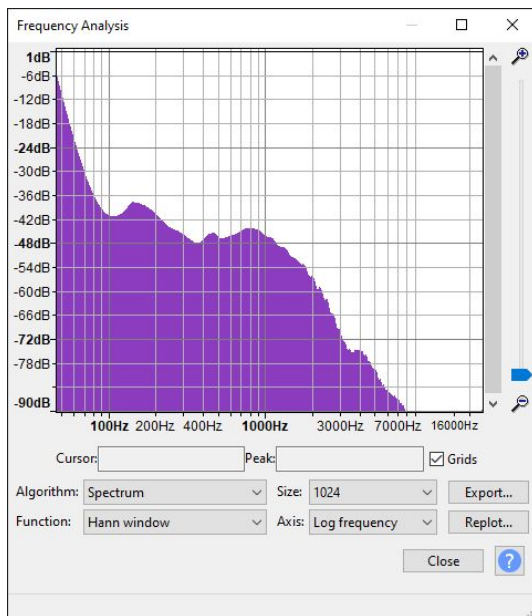 Frequency Analysis
1dB
-6dB
-12dB
-18dB
-24dB
-30dB
-36dB
-42dB
-48dB
-54dB
-60dB
-66dB
-72dB
-78dB
-90dB
100Hz 200Hz 400Hz 1000Hz 3000Hz 7000Hz 16000Hz
Cursor: Peak: Grids
Algorithm: Spectrum Size: 1024 Export...
Function: Hann window Axis: Log frequency Replot...
Close ?